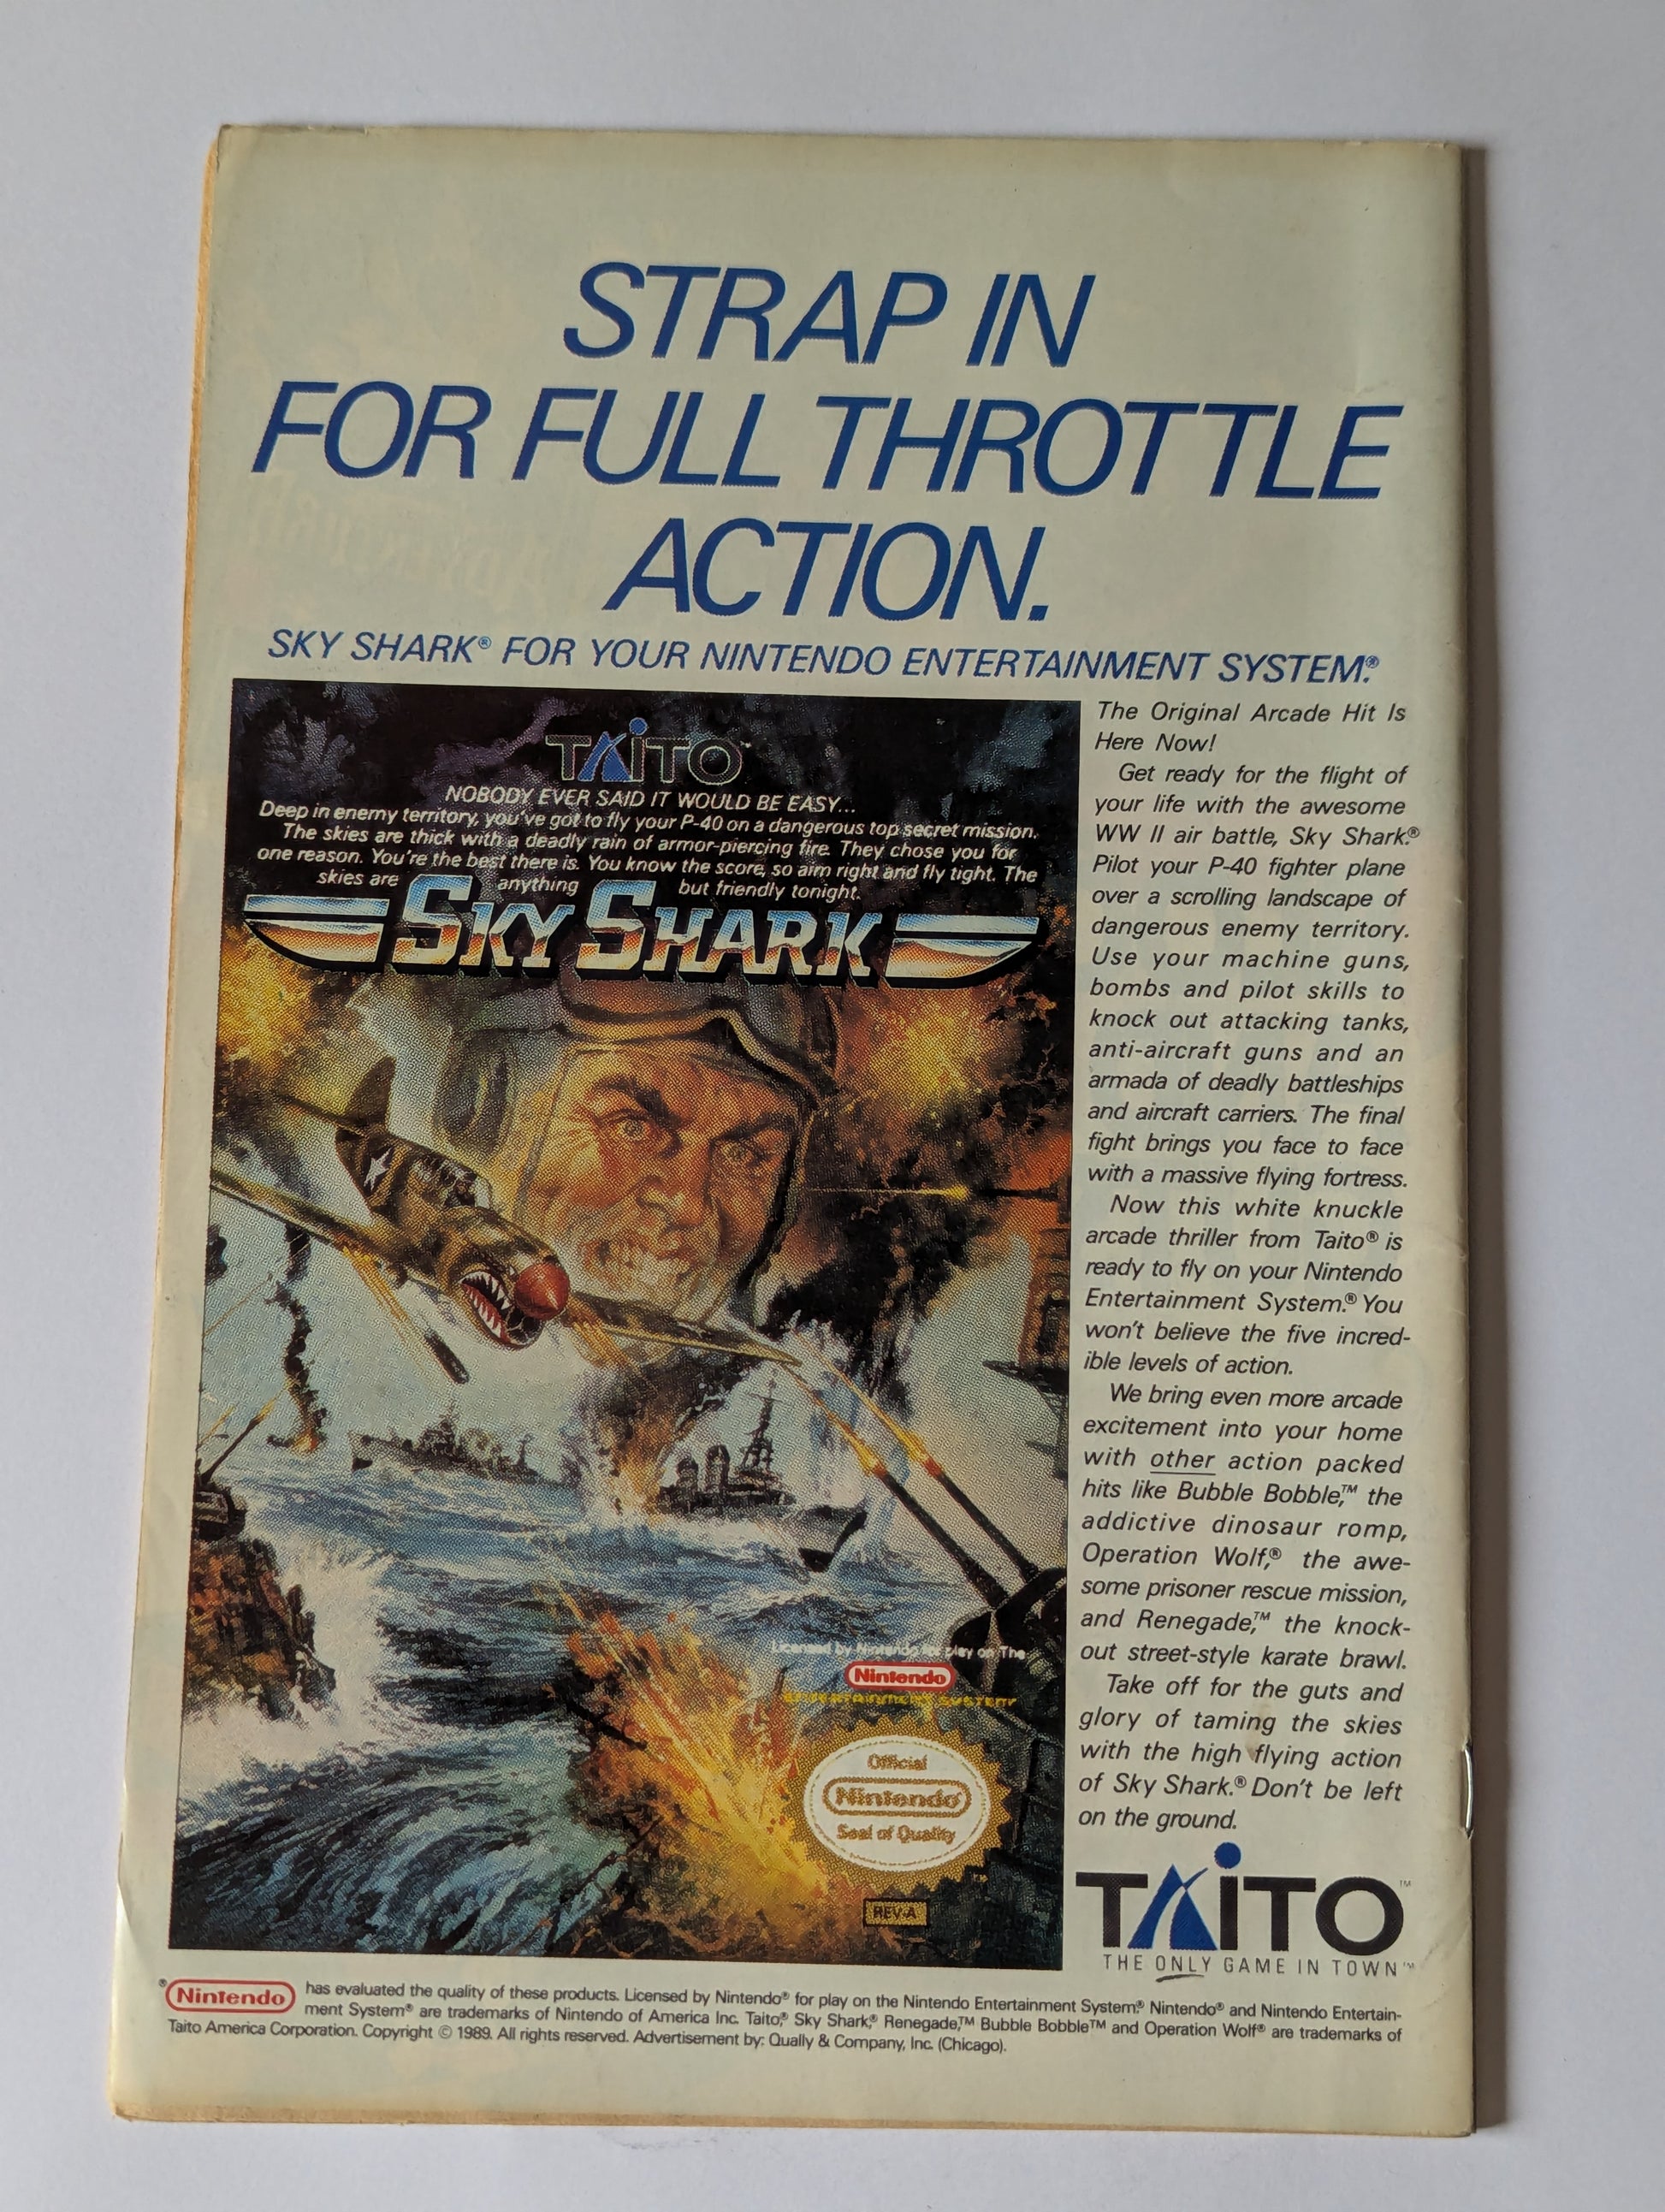 STRAP IN
FOR FULL THROTTLE
ACTION.
SKY SHARK® FOR YOUR NINTENDO ENTERTAINMENT SYSTEM.®
TAiTO™
NOBODY EVER SAID IT WOULD BE EASY...
Deep in enemy territory, you've got to fly your P-40 on a dangerous top secret mission.
The skies are thick with a deadly rain of armor-piercing fire. They chose you for
one reason. You're the best there is. You know the score, so aim right and fly tight. The
skies are anything but friendly tonight.
SKY SHARK
Licensed by Nintendo for play on The
Nintendo
ENTERTAINMENT SYSTEM
Official
Nintendo®
Seal of Quality
REV-A
The Original Arcade Hit Is
Here Now!
Get ready for the flight of
your life with the awesome
WW II air battle, Sky Shark.®
Pilot your P-40 fighter plane
over a scrolling landscape of
dangerous enemy territory.
Use your machine guns,
bombs and pilot skills to
knock out attacking tanks,
anti-aircraft guns and an
armada of deadly battleships
and aircraft carriers. The final
fight brings you face to face
with a massive flying fortress.
Now this white knuckle
arcade thriller from Taito® is
ready to fly on your Nintendo
Entertainment System.® You
won't believe the five incred-
ible levels of action.
We bring even more arcade
excitement into your home
with other action packed
hits like Bubble Bobble,™ the
addictive dinosaur romp,
Operation Wolf,® the awe-
some prisoner rescue mission,
and Renegade,™ the knock-
out street-style karate brawl.
Take off for the guts and
glory of taming the skies
with the high flying action
of Sky Shark.® Don't be left
on the ground.
TAiTO™
THE ONLY GAME IN TOWN™
® Nintendo has evaluated the quality of these products. Licensed by Nintendo® for play on the Nintendo Entertainment System.® Nintendo® and Nintendo Entertain-
ment System® are trademarks of Nintendo of America Inc. Taito,® Sky Shark,® Renegade,™ Bubble Bobble™ and Operation Wolf® are trademarks of
Taito America Corporation. Copyright © 1989. All rights reserved. Advertisement by: Qually & Company, Inc. (Chicago).